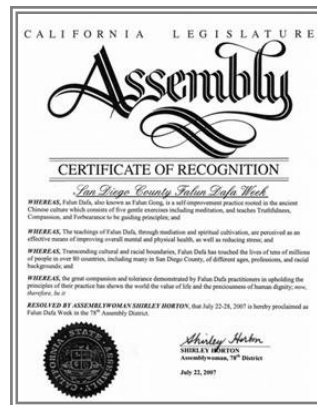 CALIFORNIA LEGISLATURE
Assembly
CERTIFICATE OF RECOGNITION
San Diego County Falun Dafa Week
WHEREAS, Falun Dafa, also known as Falun Gong, is a self-improvement practice rooted in the ancient
Chinese culture which consists of five gentle exercises including meditation, and teaches Truthfulness,
Compassion, and Forbearance to be guiding principles; and
WHEREAS, The teachings of Falun Dafa, through mediation and spiritual cultivation, are perceived as an
effective means of improving overall mental and physical health, as well as reducing stress; and
WHEREAS, Transcending cultural and racial boundaries, Falun Dafa has touched the lives of tens of millions
of people in over 80 countries, including many in San Diego County, of different ages, professions, and racial
backgrounds; and
WHEREAS, the great compassion and tolerance demonstrated by Falun Dafa practitioners in upholding the
principles of their practice has shown the world the value of life and the preciousness of human dignity; now,
therefore, be it
RESOLVED BY ASSEMBLYWOMAN SHIRLEY HORTON, that July 22-28, 2007 is hereby proclaimed as
Falun Dafa Week in the 78th Assembly District.
Shirley Horton
SHIRLEY HORTON
Assemblywoman, 78th District
July 22, 2007